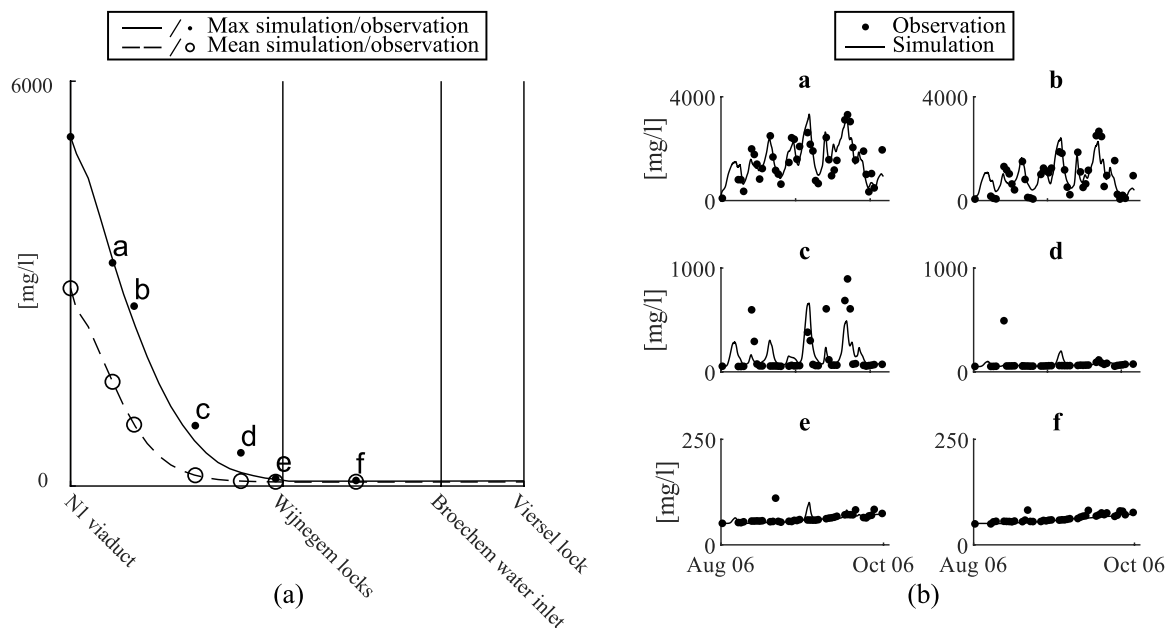 / • Max simulation/observation
/ o Mean simulation/observation
6000
[mg/l]
0
a
b
c
d
e
f
N1 viaduct
Wijnegem locks
Broechem water inlet
Viersel lock
(a)
Observation
Simulation
a
b
4000
[mg/l]
0
4000
0
c
d
1000
[mg/l]
0
1000
0
e
f
250
[mg/l]
0
250
0
Aug 06
Oct 06
Aug 06
Oct 06
(b)